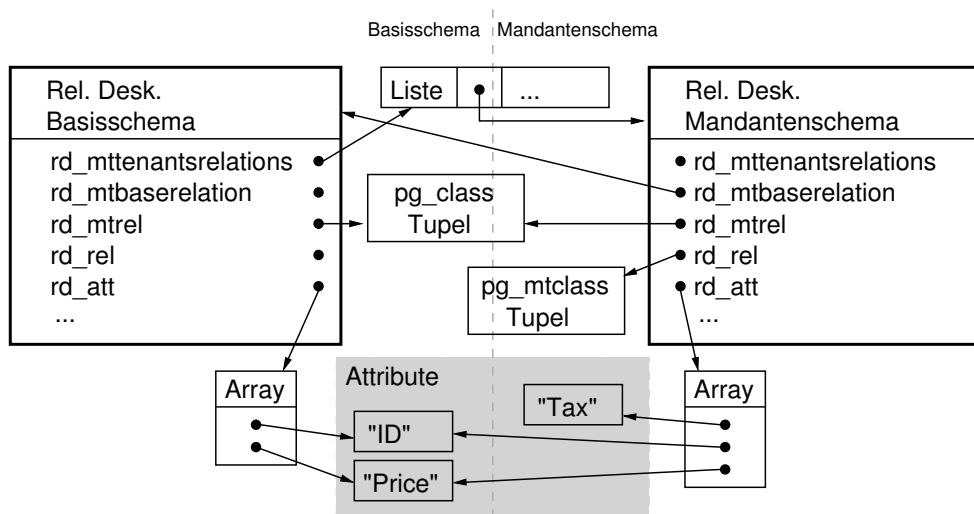 Basisschema
Mandantenschema
Liste
...
Rel. Desk.
Basisschema
rd_mttenantsrelations
rd_mtbaserelation
rd_mtrel
rd_rel
rd_att
...
pg_class
Tupel
pg_mtclass
Tupel
Rel. Desk.
Mandantenschema
rd_mttenantsrelations
rd_mtbaserelation
rd_mtrel
rd_rel
rd_att
...
Array
Attribute
"ID"
"Price"
"Tax"
Array